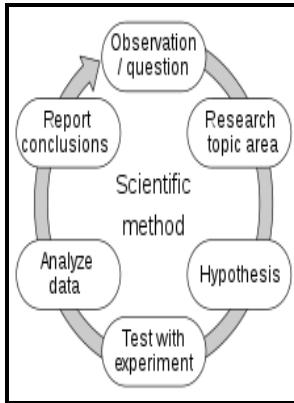 Observation
/ question
Research
topic area
Hypothesis
Test with
experiment
Analyze
data
Report
conclusions
Scientific
method